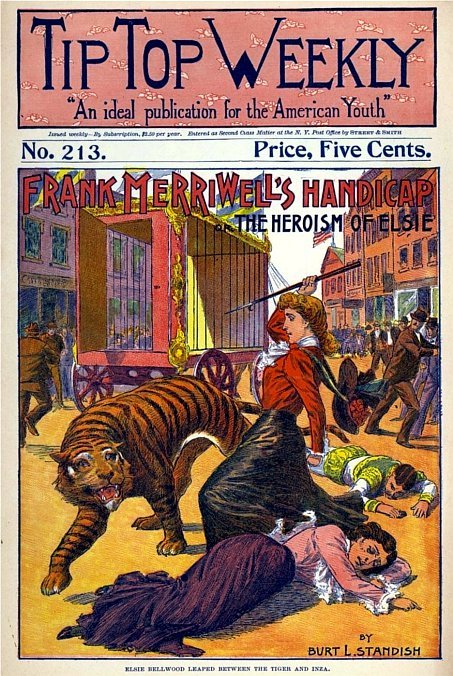 TIP TOP WEEKLY
"An ideal publication for the American Youth"
Issued weekly—By Subscription, $2.50 per year. Entered as Second Class Matter at the N. Y. Post Office by STREET & SMITH
No. 213. Price, Five Cents.
FRANK MERRIWELL'S HANDICAP
OR THE HEROISM OF ELSIE
BY
BURT L. STANDISH
ELSIE BELLWOOD LEAPED BETWEEN THE TIGER AND INZA.